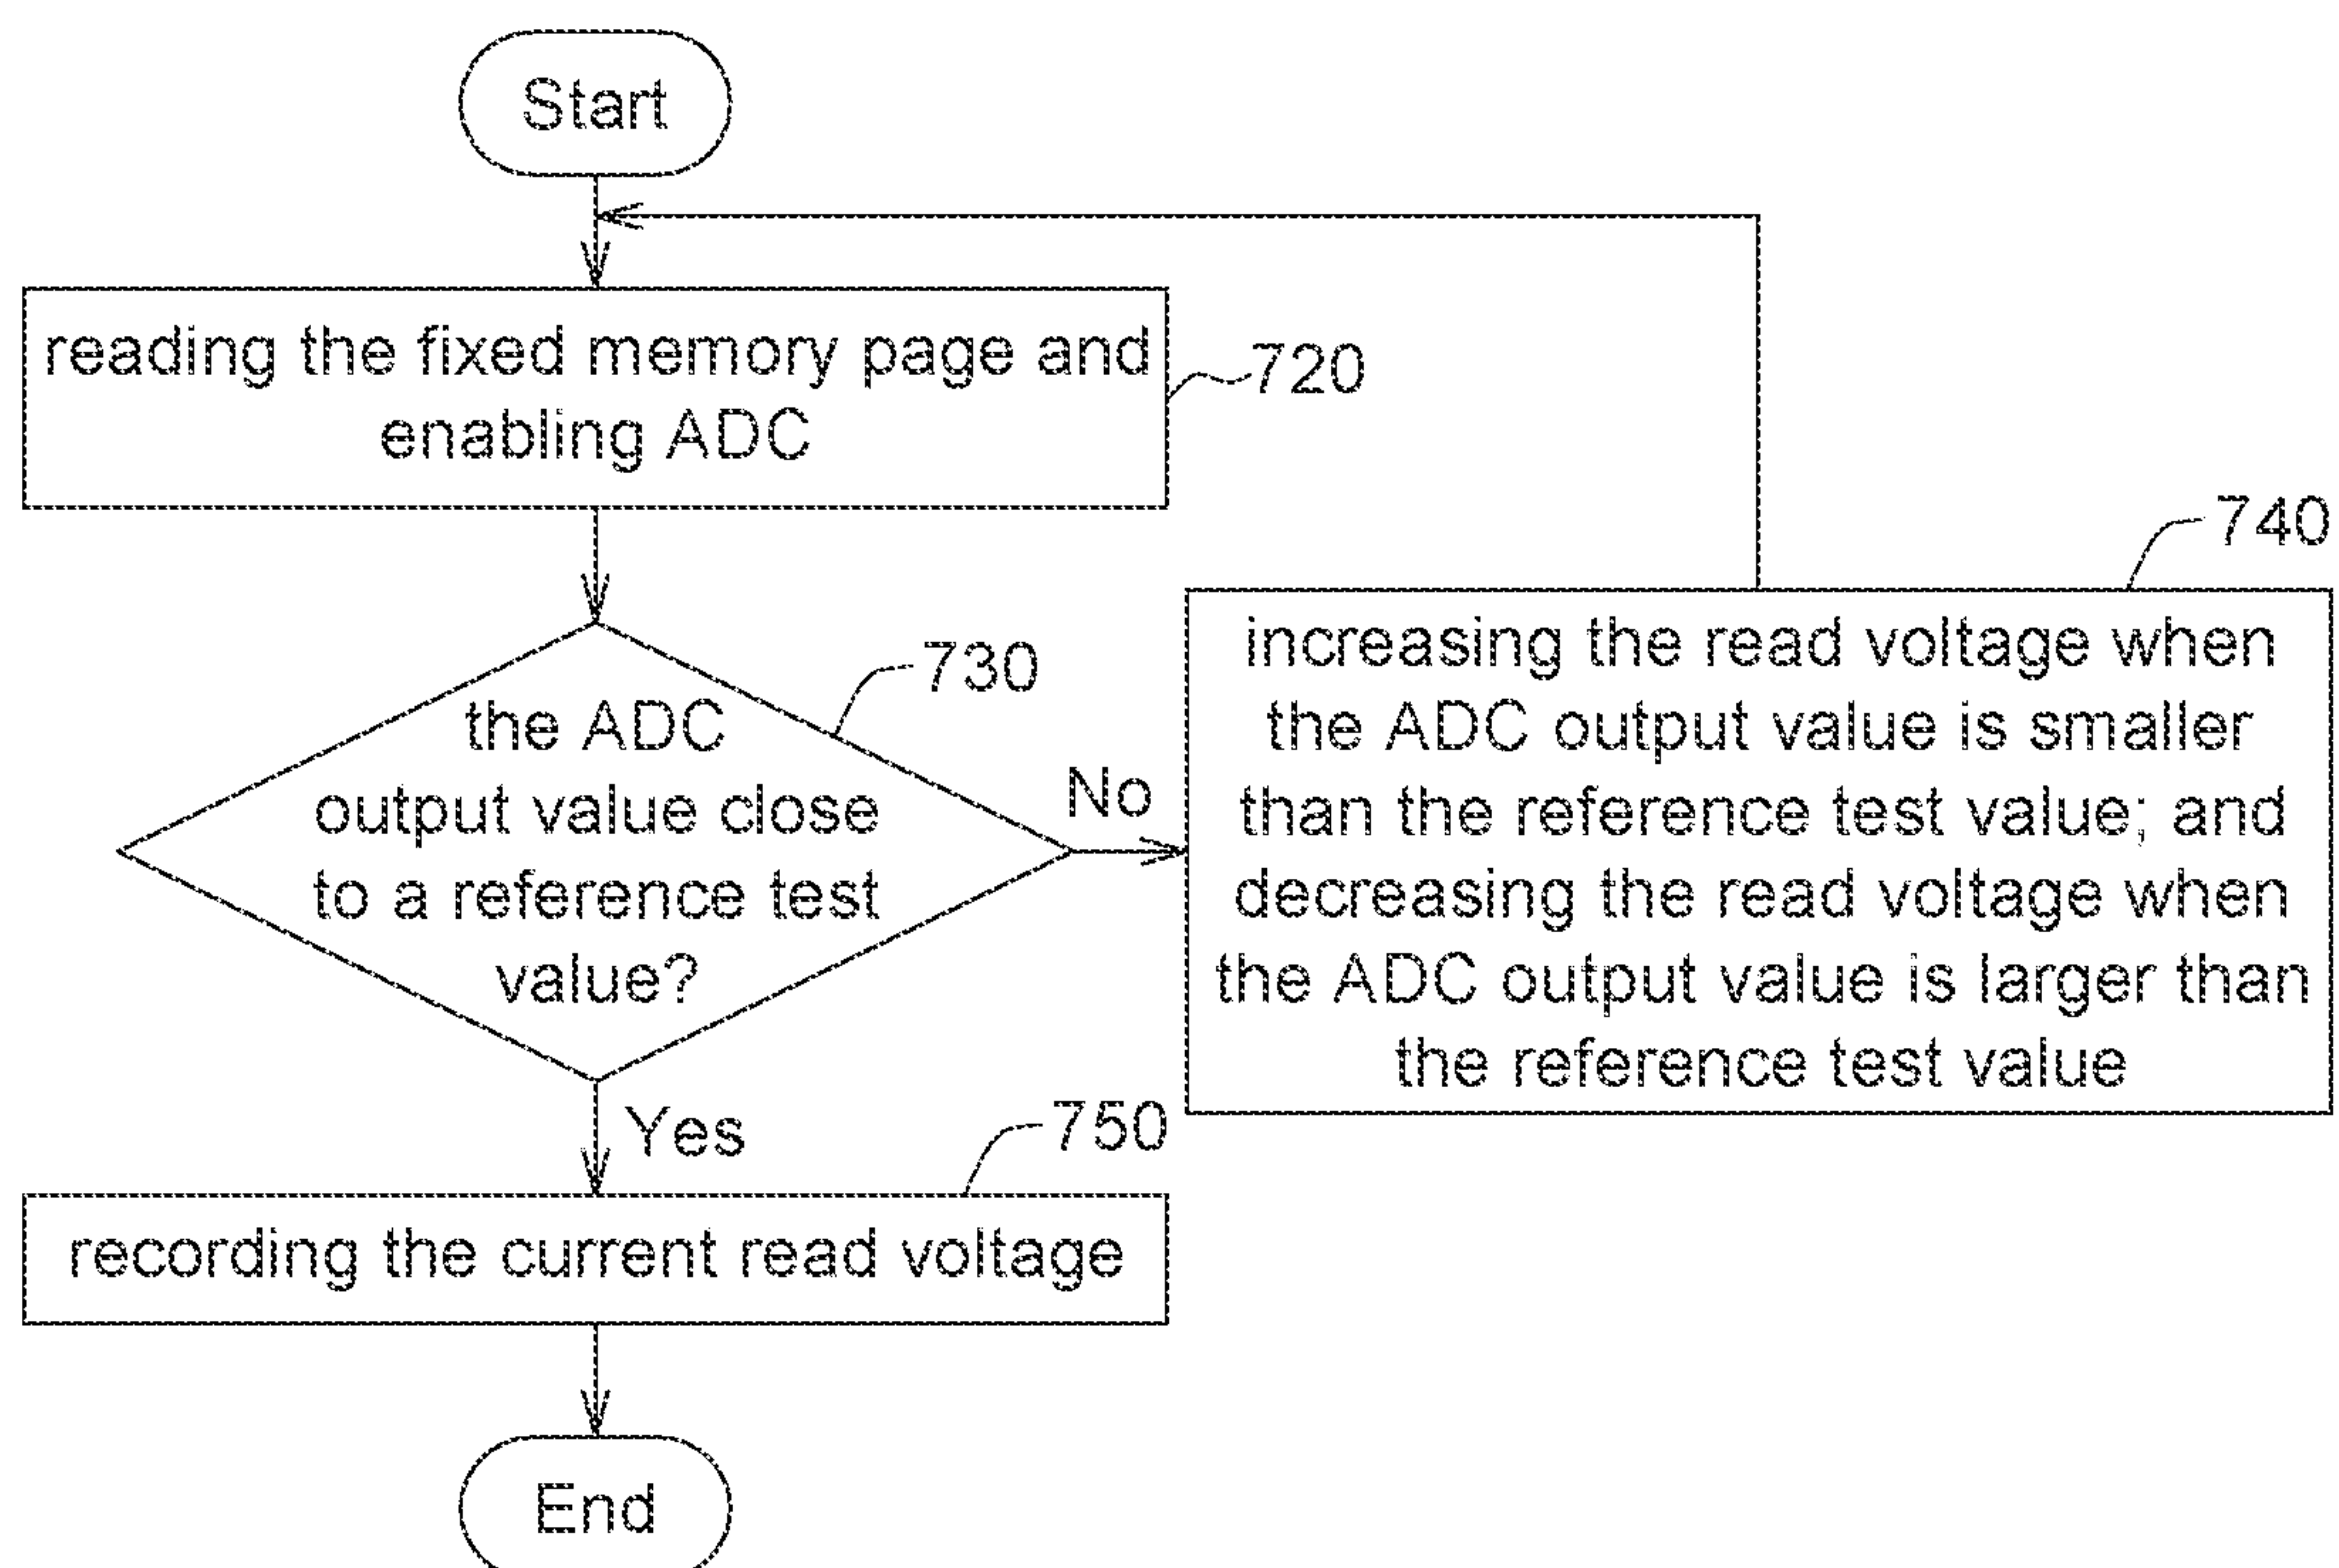 Start
reading the fixed memory page and
enabling ADC
720
the ADC
output value close
to a reference test
value?
730
No
740
increasing the read voltage when
the ADC output value is smaller
than the reference test value; and
decreasing the read voltage when
the ADC output value is larger than
the reference test value
Yes
750
recording the current read voltage
End